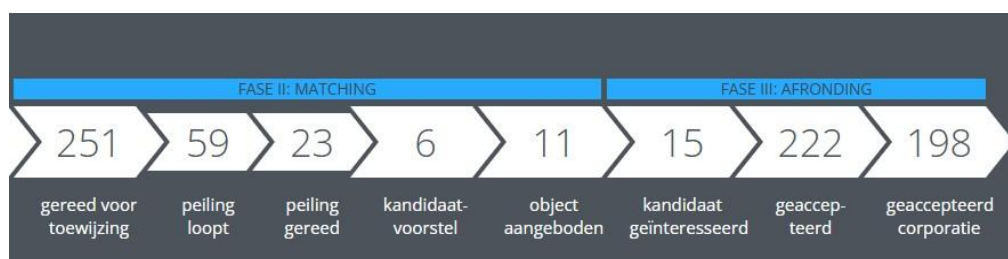 FASE II: MATCHING
FASE III: AFRONDING
251
59
23
6
11
15
222
198
gereed voor
toewijzing
peiling
loopt
peiling
gereed
kandidaat-
voorstel
object
aangeboden
kandidaat
geïnteresseerd
geaccep-
teerd
geaccepteerd
corporatie